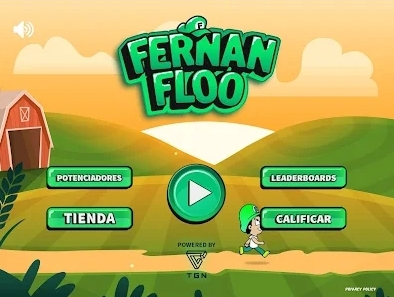 FERNAN
FLOO
POTENCIADORES
LEADERBOARDS
TIENDA
CALIFICAR
POWERED BY
TGN
PRIVACY POLICY